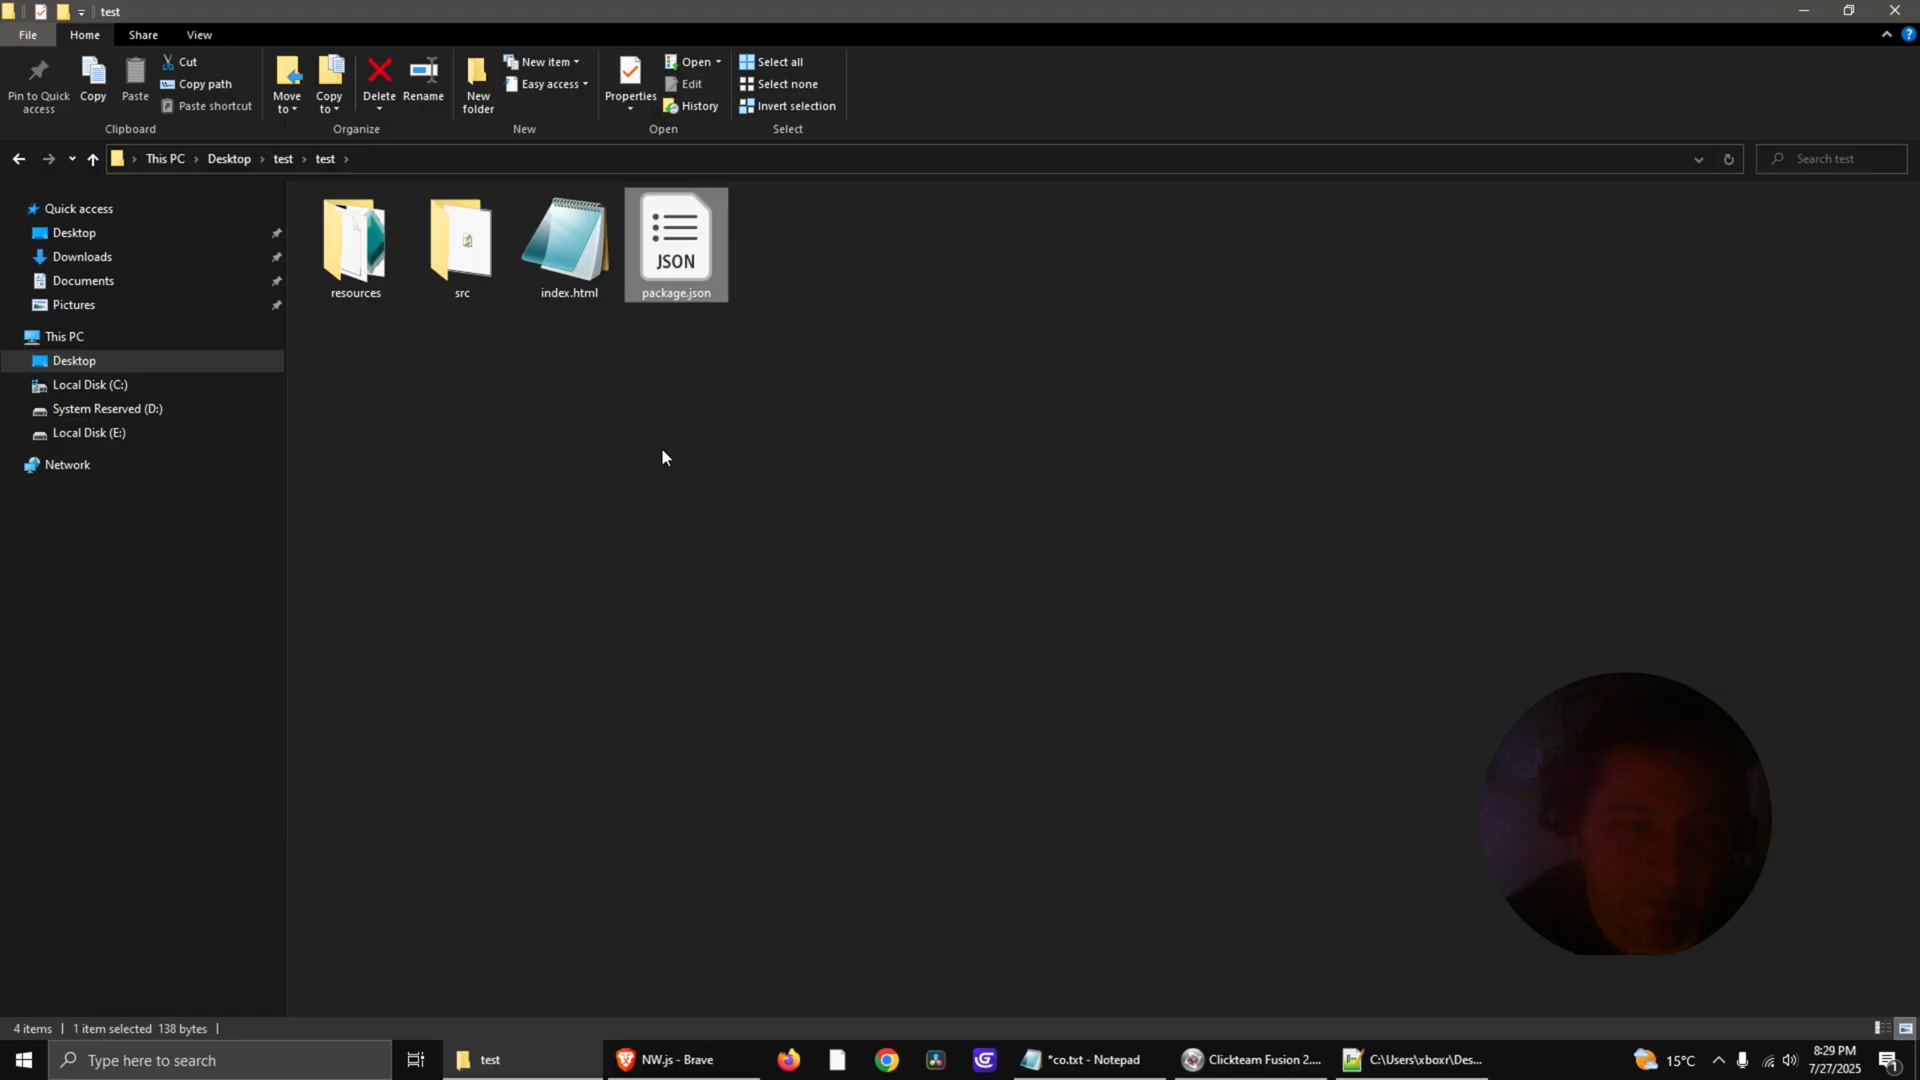 test
File Home Share View
Pin to Quick access
Copy
Paste
Cut
Copy path
Paste shortcut
Clipboard
Move to
Copy to
Delete
Rename
Organize
New folder
New item
Easy access
New
Properties
Open
Edit
History
Open
Select all
Select none
Invert selection
Select
This PC Desktop test test
Search test
Quick access
Desktop
Downloads
Documents
Pictures
This PC
Desktop
Local Disk (C:)
System Reserved (D:)
Local Disk (E:)
Network
resources
src
index.html
JSON
package.json
4 items 1 item selected 138 bytes
Type here to search
test
NW.js - Brave
*co.txt - Notepad
Clickteam Fusion 2....
C:\Users\xboxr\Des...
15°C
8:29 PM
7/27/2025
1